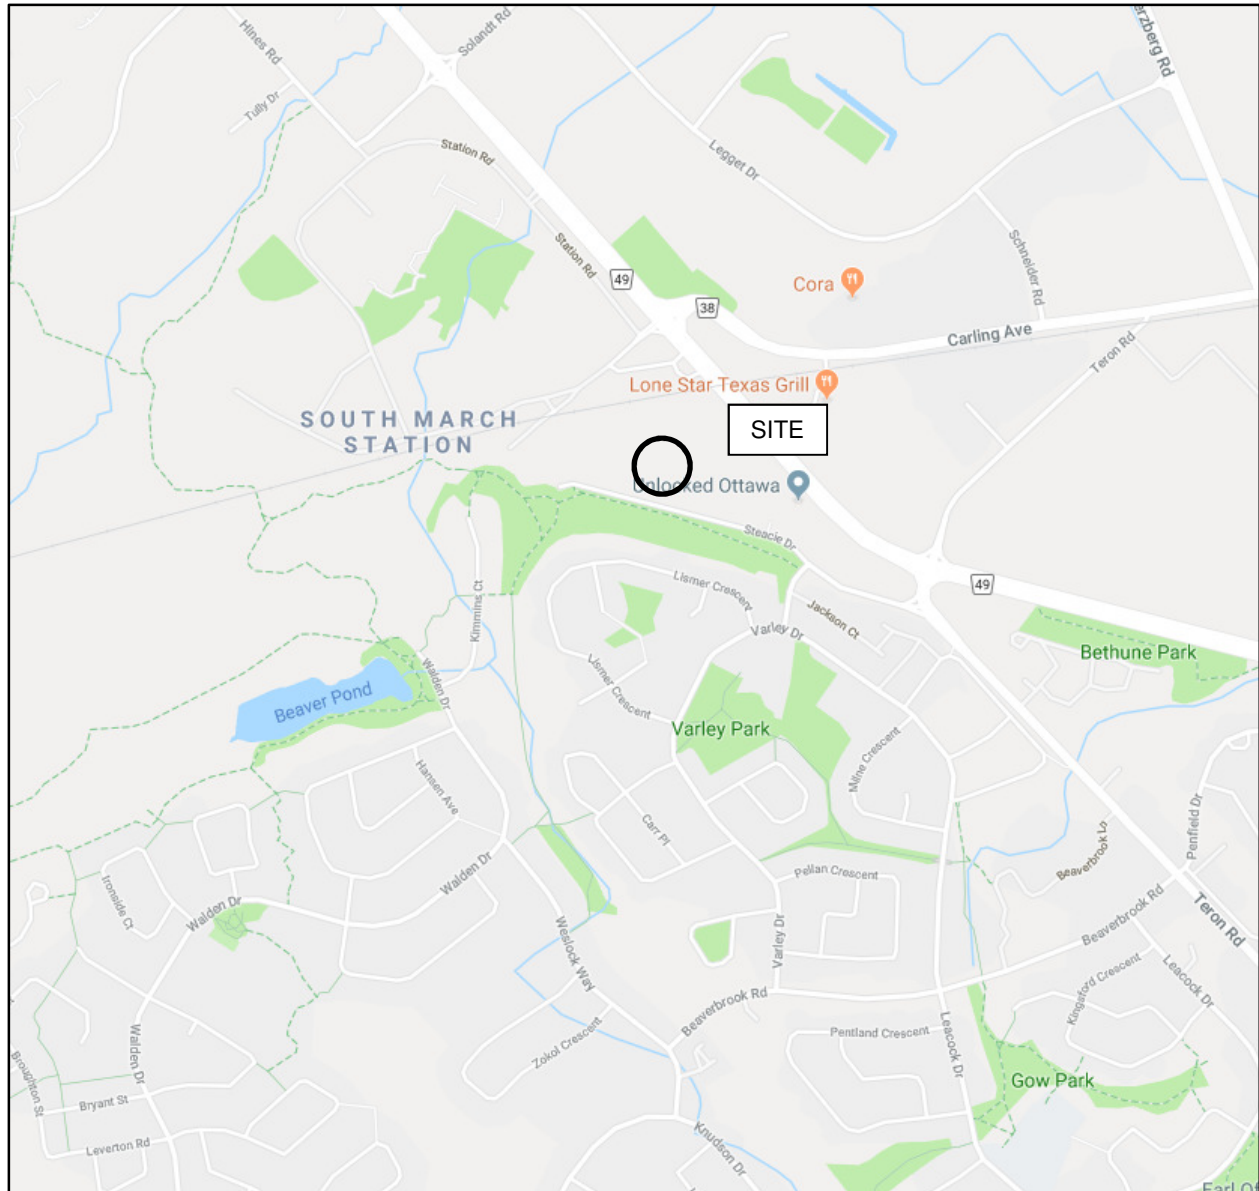 Hines Rd
Solandt Rd
erzberg Rd
Tully Dr
Station Rd
Legget Dr
Station Rd
Schneider Rd
49
Cora
38
Carling Ave
Teron Rd
Lone Star Texas Grill
SOUTH MARCH
STATION
SITE
Unlocked Ottawa
Steacie Dr
Lismer Crescent
49
Kimmins Ct
Jackson Ct
Varley Dr
Bethune Park
Walden Dr
Lismer Crescent
Beaver Pond
Varley Park
Milne Crescent
Hansen Ave
Carr Pl
Penfield Dr
Beaverbrook Ln
Walden Dr
Pellan Crescent
Ironside Ct
Walden Dr
Beaverbrook Rd
Teron Rd
Varley Dr
Weslock Way
Leacock Dr
Kingsford Crescent
Beaverbrook Rd
Zokol Crescent
Pentland Crescent
Leacock Dr
Walden Dr
Broughton St
Gow Park
Bryant St
Leverton Rd
Knudson Dr